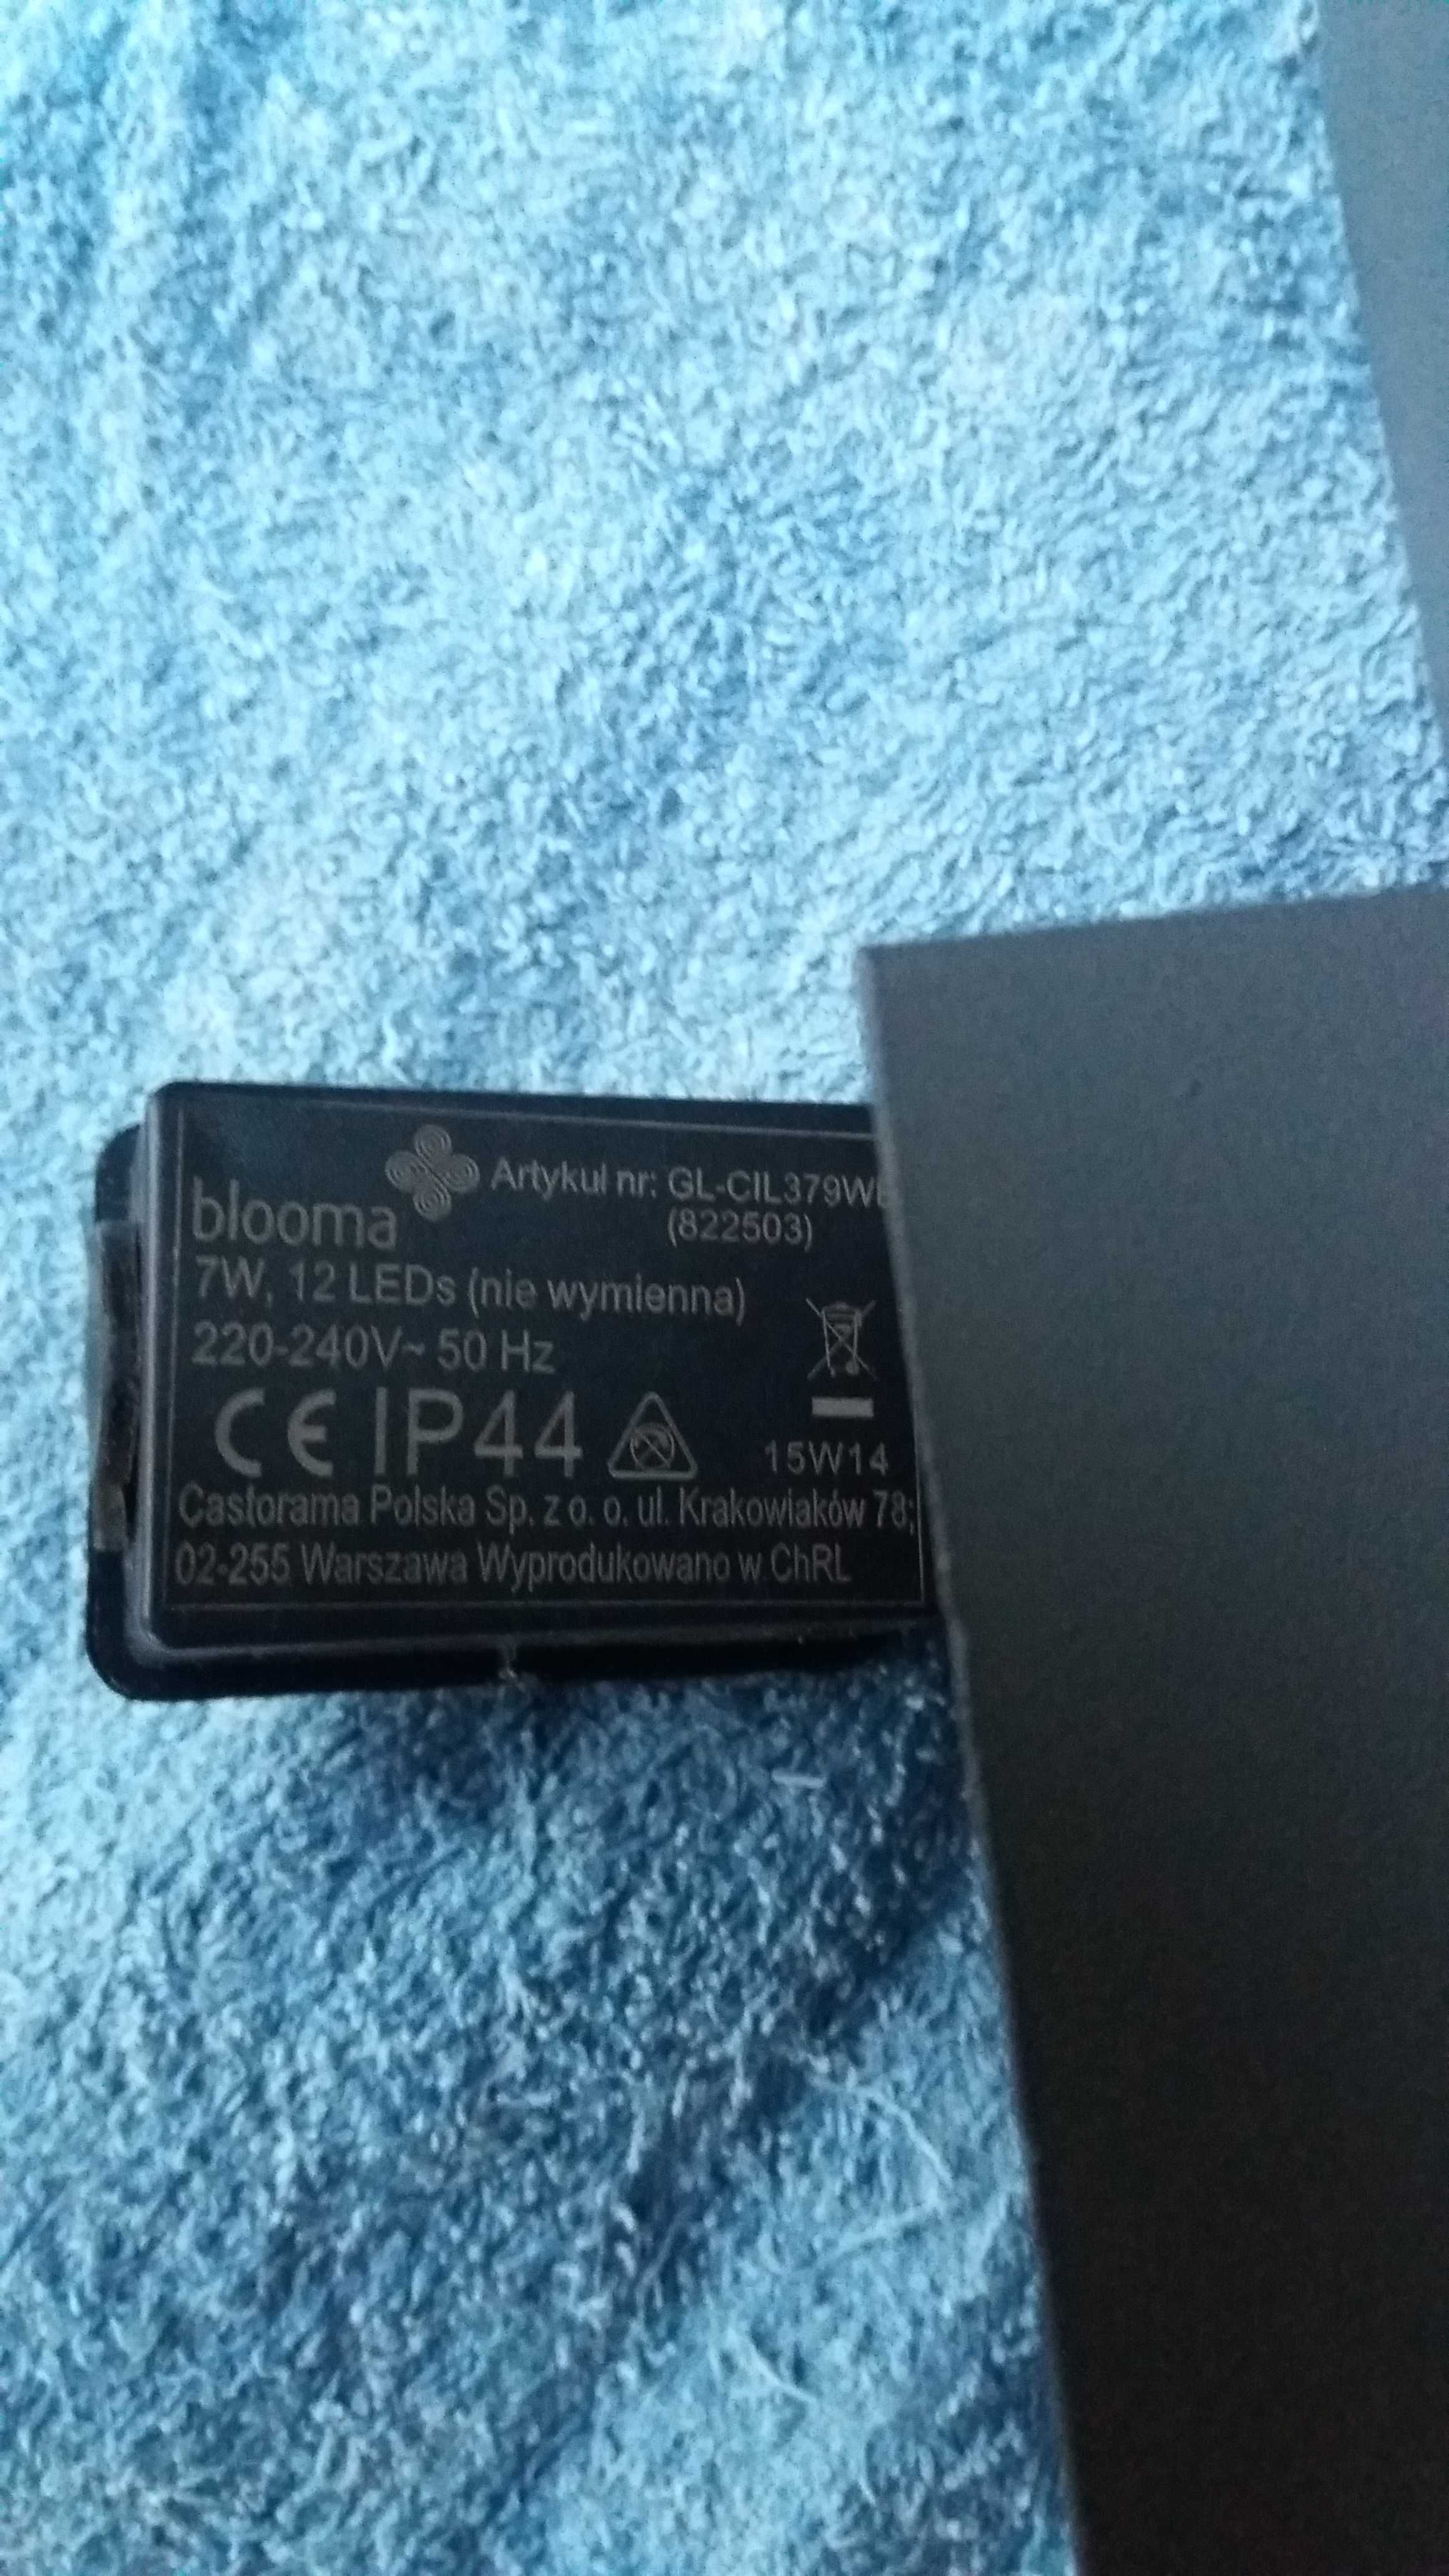 blooma Artykuł nr: GL-CIL379W
(822503)
7W, 12 LEDs (nie wymienna)
220-240V~ 50 Hz
CE IP44
15W14
Castorama Polska Sp. z o. o. ul. Krakowiaków 78;
02-255 Warszawa Wyprodukowano w ChRL